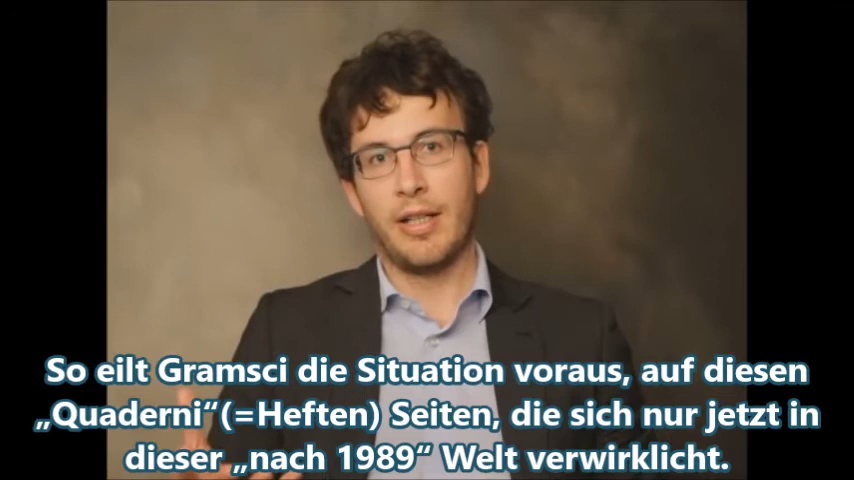 So eilt Gramsci die Situation voraus, auf diesen
„Quaderni“(=Heften) Seiten, die sich nur jetzt in
dieser „nach 1989“ Welt verwirklicht.